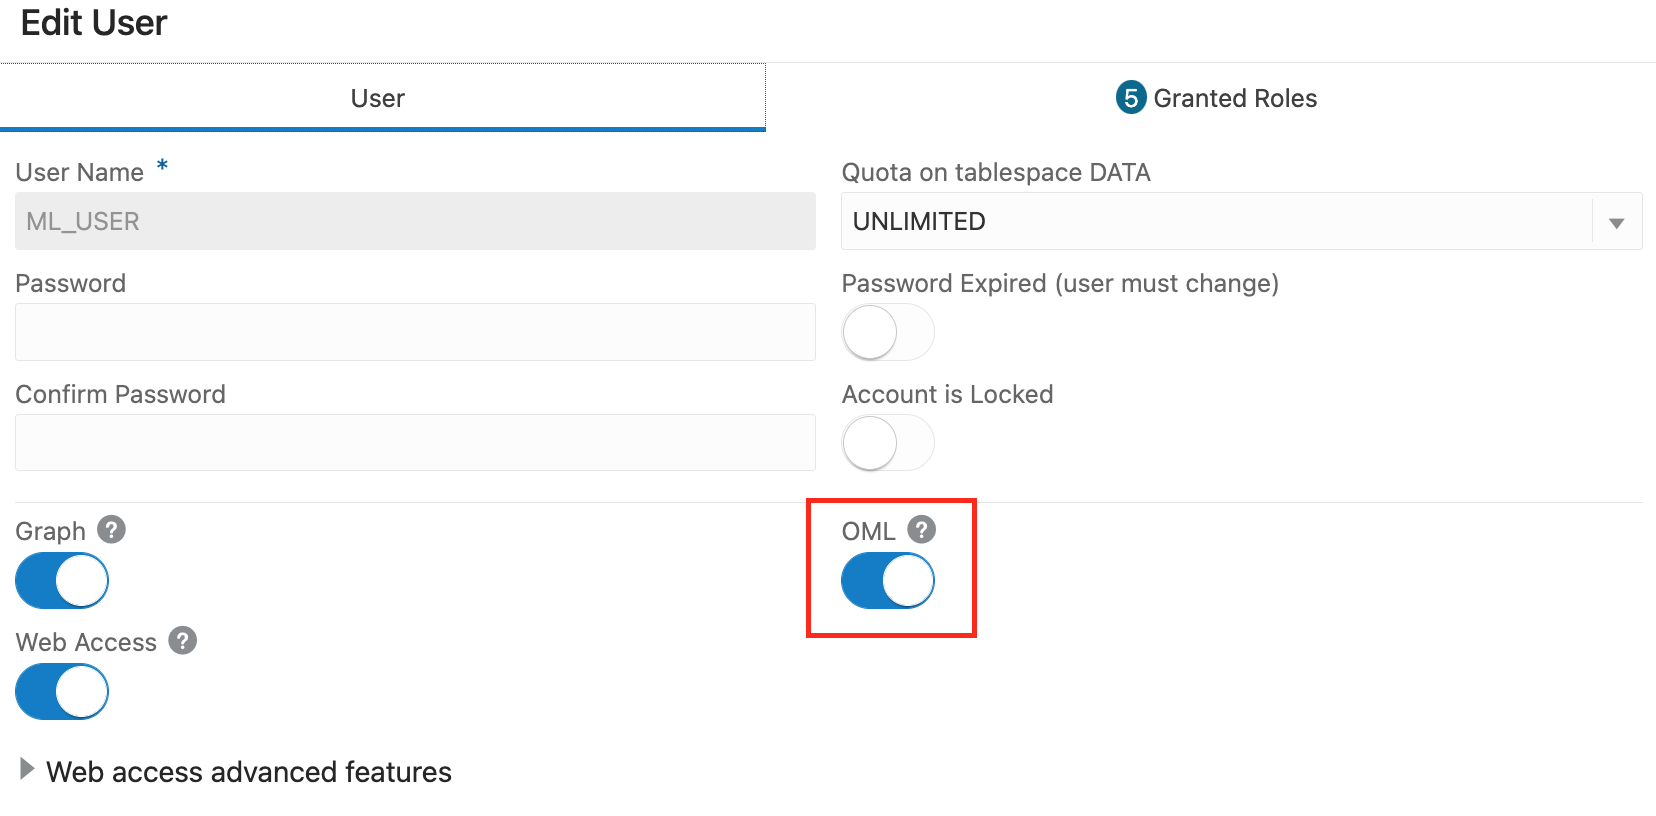 Edit User
User
5 Granted Roles
User Name *
ML_USER
Quota on tablespace DATA
UNLIMITED
Password
Password Expired (user must change)
Confirm Password
Account is Locked
Graph ?
OML ?
Web Access ?
Web access advanced features